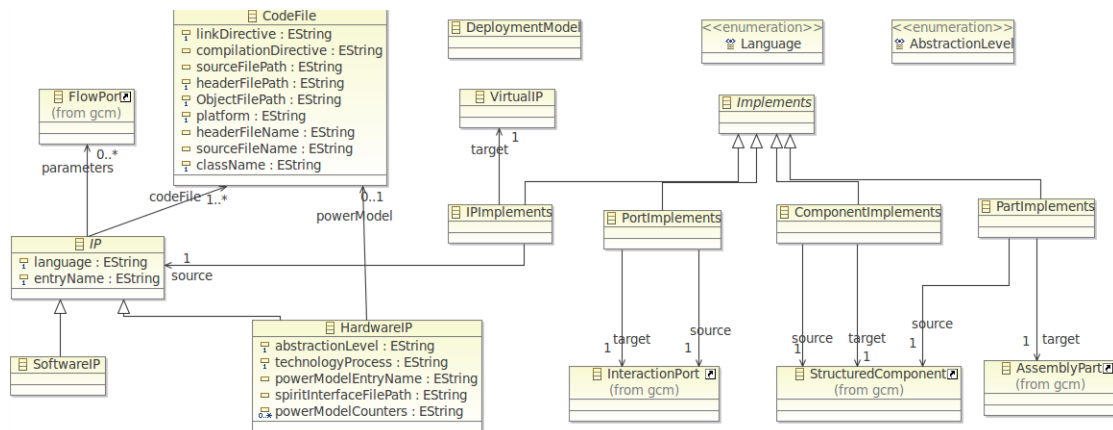 CodeFile
linkDirective : EString
compilationDirective : EString
sourceFilePath : EString
headerFilePath : EString
ObjectFilePath : EString
platform : EString
headerFileName : EString
sourceFileName : EString
className : EString
DeploymentModel
<<enumeration>>
Language
<<enumeration>>
AbstractionLevel
FlowPort
(from gcm)
0..*
parameters
VirtualIP
1
target
Implements
codeFile
1..*
0..1
powerModel
IPImplements
PortImplements
ComponentImplements
PartImplements
IP
language : EString
entryName : EString
1
source
SoftwareIP
HardwareIP
abstractionLevel : EString
technologyProcess : EString
powerModelEntryName : EString
spiritInterfaceFilePath : EString
0..* powerModelCounters : EString
target
1
source
1
source
1
target
1
source
1
target
1
InteractionPort
(from gcm)
StructuredComponent
(from gcm)
AssemblyPart
(from gcm)